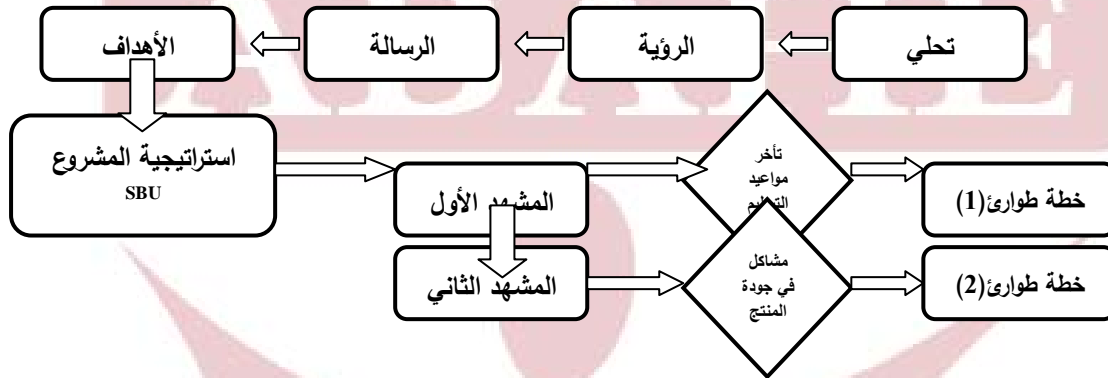 تحلي
الرؤية
الرسالة
الأهداف
استراتيجية المشروع
SBU
المشهد الأول
تأخر
مواعيد
خطة طوارئ(1)
المشهد الثاني
مشاكل
في جودة
المنتج
خطة طوارئ(2)